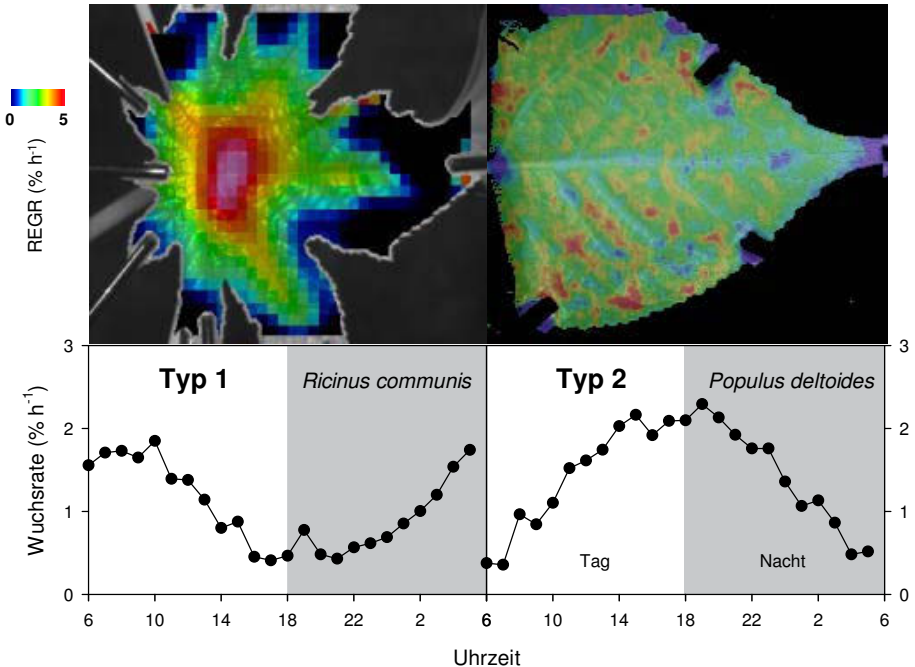 0 5
REGR (% h-1)
Typ 1
Ricinus communis
Typ 2
Populus deltoides
Tag
Nacht
Wuchsrate (% h-1)
3
2
1
0
3
2
1
0
6 10 14 18 22 2 6 10 14 18 22 2 6
Uhrzeit